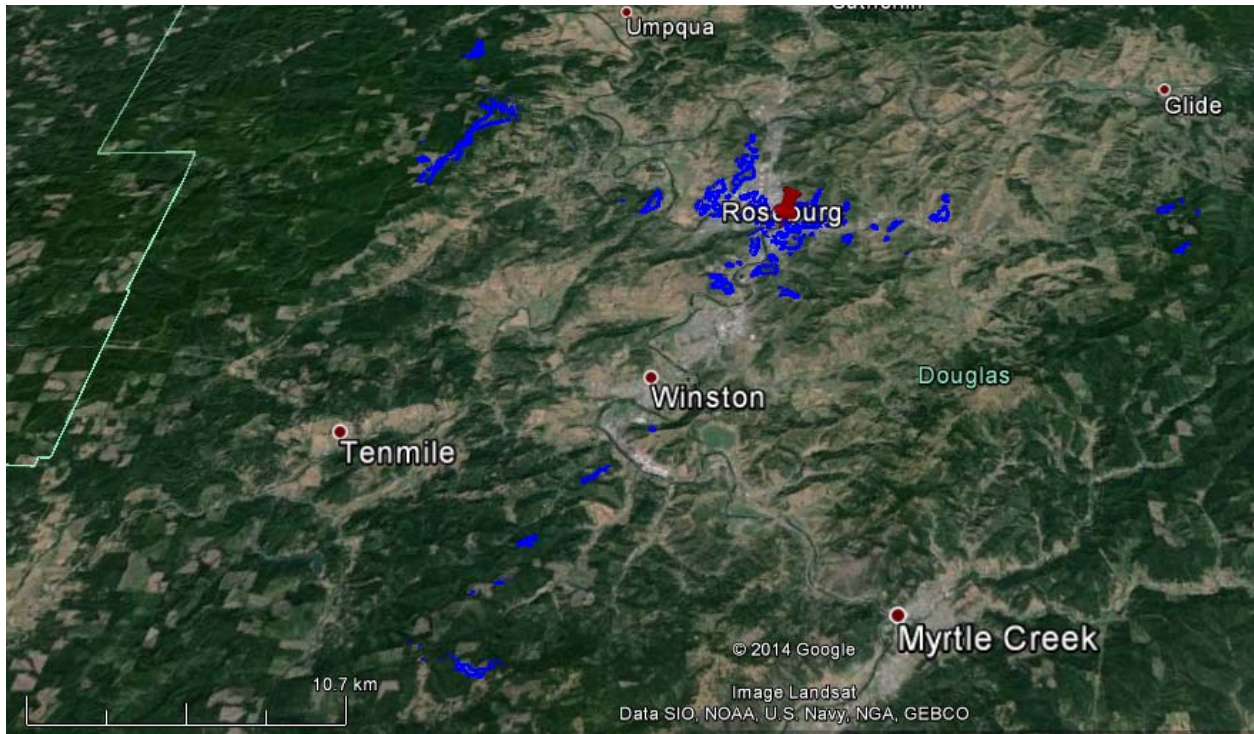 Umpqua
Glide
Roseburg
Douglas
Winston
Tenmile
Myrtle Creek
© 2014 Google
10.7 km
Image Landsat
Data SIO, NOAA, U.S. Navy, NGA, GEBCO